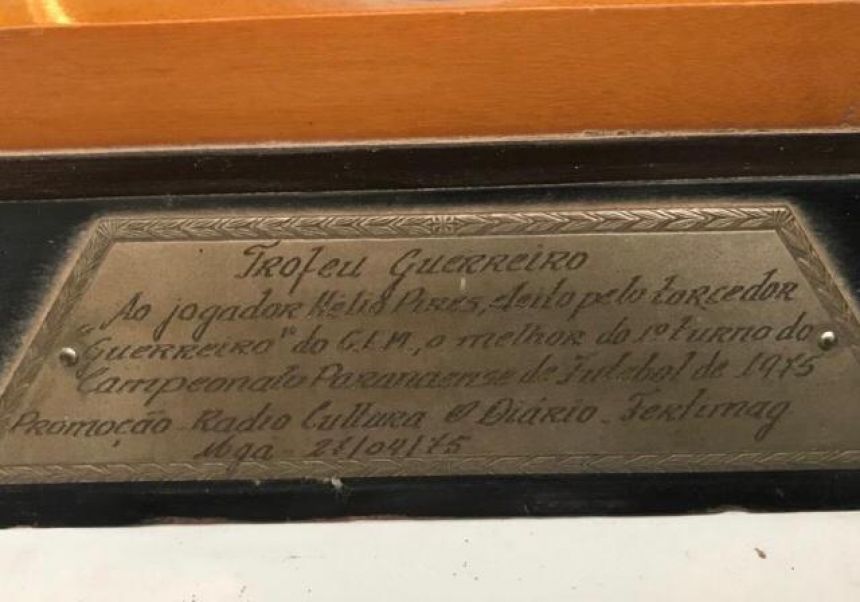 Trofeu Guerreiro
Ao jogador Hélio Pires, eleito pelo torcedor
"Guerreiro" do G.E.M., o melhor do 1º turno do
Campeonato Paranaense de Futebol de 1975
Promoção - Radio Cultura O Diário - Fertimag
Mga - 27/04/75